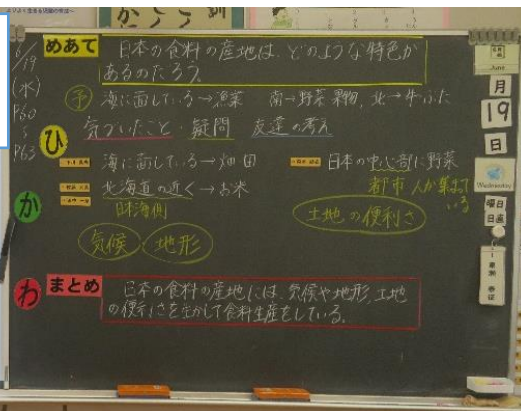 6/19
(水)
P60
〜
P63
めあて
日本の食料の産地は、どのような特色が
あるのだろう。
予 海に面している→漁業 南→野菜果物、北→牛ぶた
ひ
気づいたこと・疑問 友達の考え
海に面している→畑 田
日本の中心部に野菜
北海道の近く→お米
都市 人が集まって
いる
日本海側
か
土地の便利さ
気候・地形
わ
まとめ
日本の食料の産地には、気候や地形、土地
の便利さを生かして食料生産をしている。
June
月
19
日
Wednesday
曜日
日直